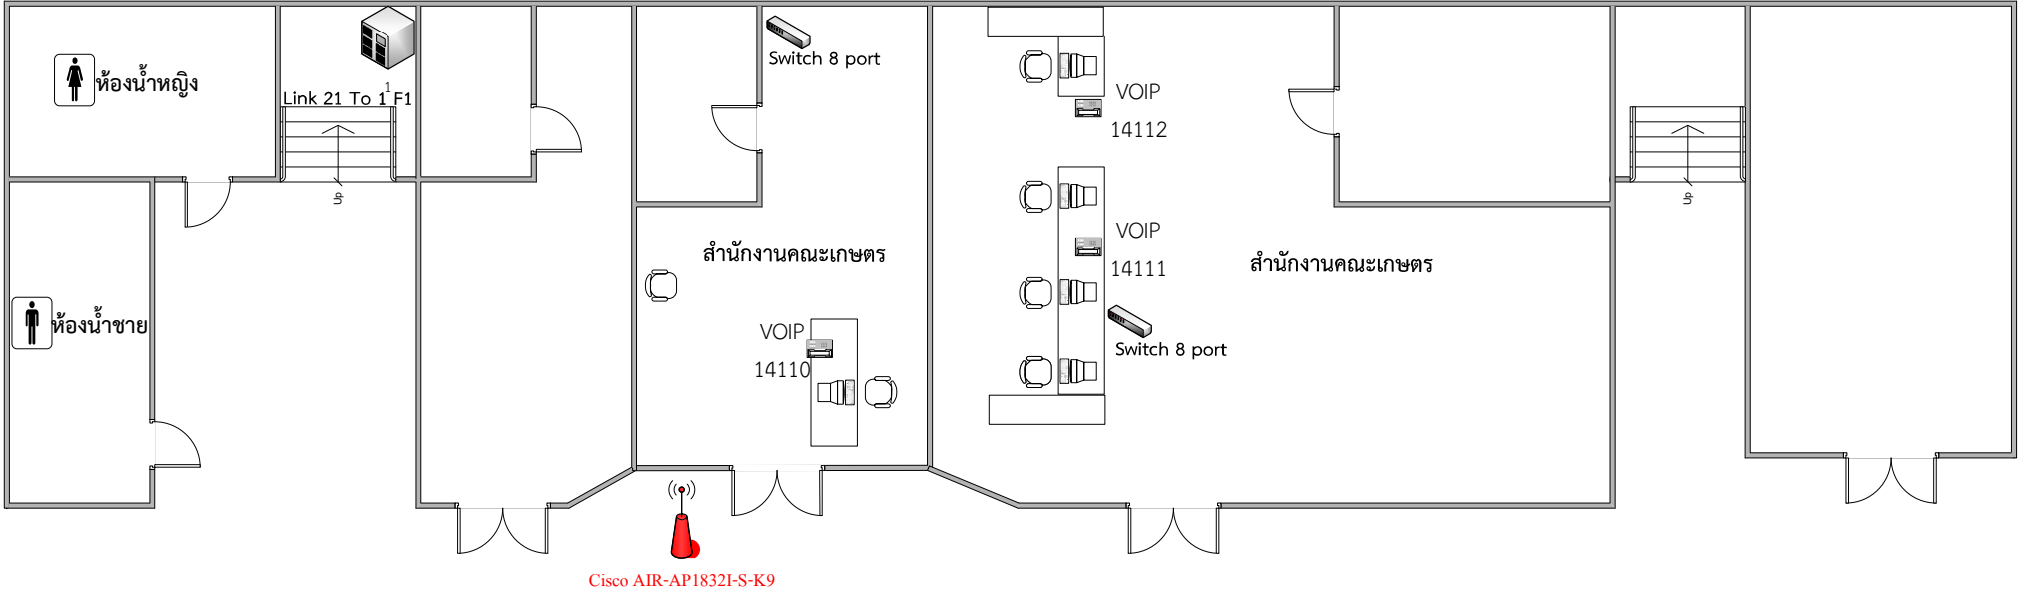 Switch 8 port
ห้องน้ำหญิง
1
Link 21 To 1 F1
VOIP
14112
Up
Up
VOIP
14111
สำนักงานคณะเกษตร
สำนักงานคณะเกษตร
ห้องน้ำชาย
VOIP
14110
Switch 8 port
Cisco AIR-AP1832I-S-K9